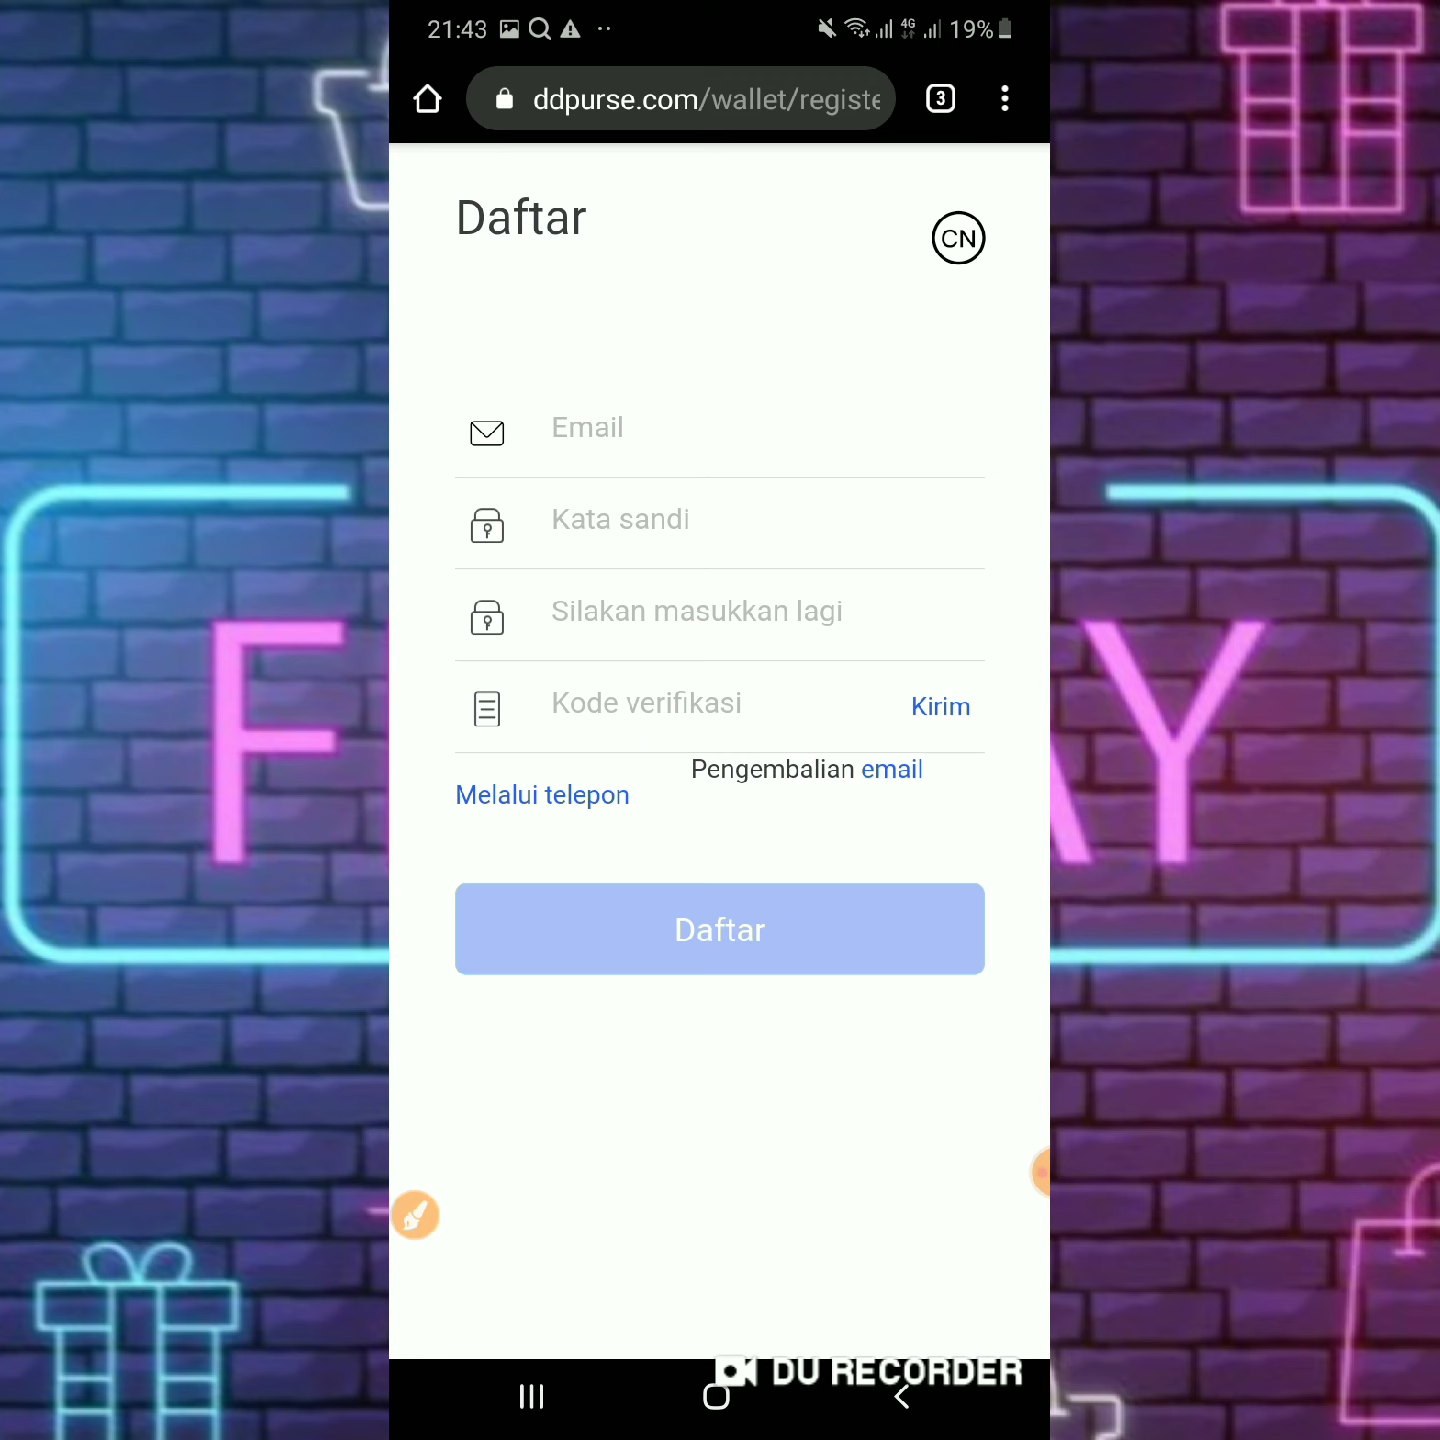 21:43
4G
19%
ddpurse.com/wallet/registe
3
Daftar
CN
Email
Kata sandi
Silakan masukkan lagi
Kode verifikasi
Kirim
Pengembalian email
Melalui telepon
Daftar
F
Y
DU RECORDER